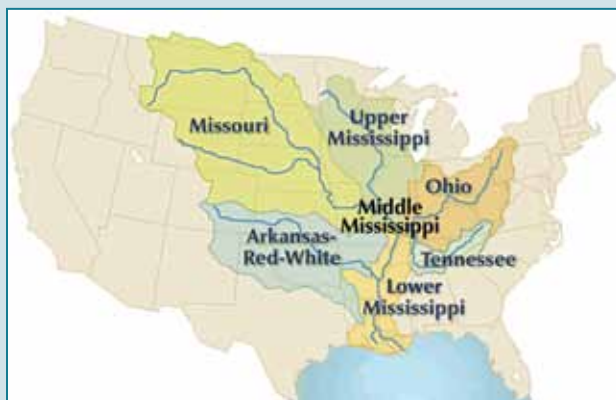 Missouri
Upper
Mississippi
Ohio
Middle
Mississippi
Arkansas-
Red-White
Tennessee
Lower
Mississippi